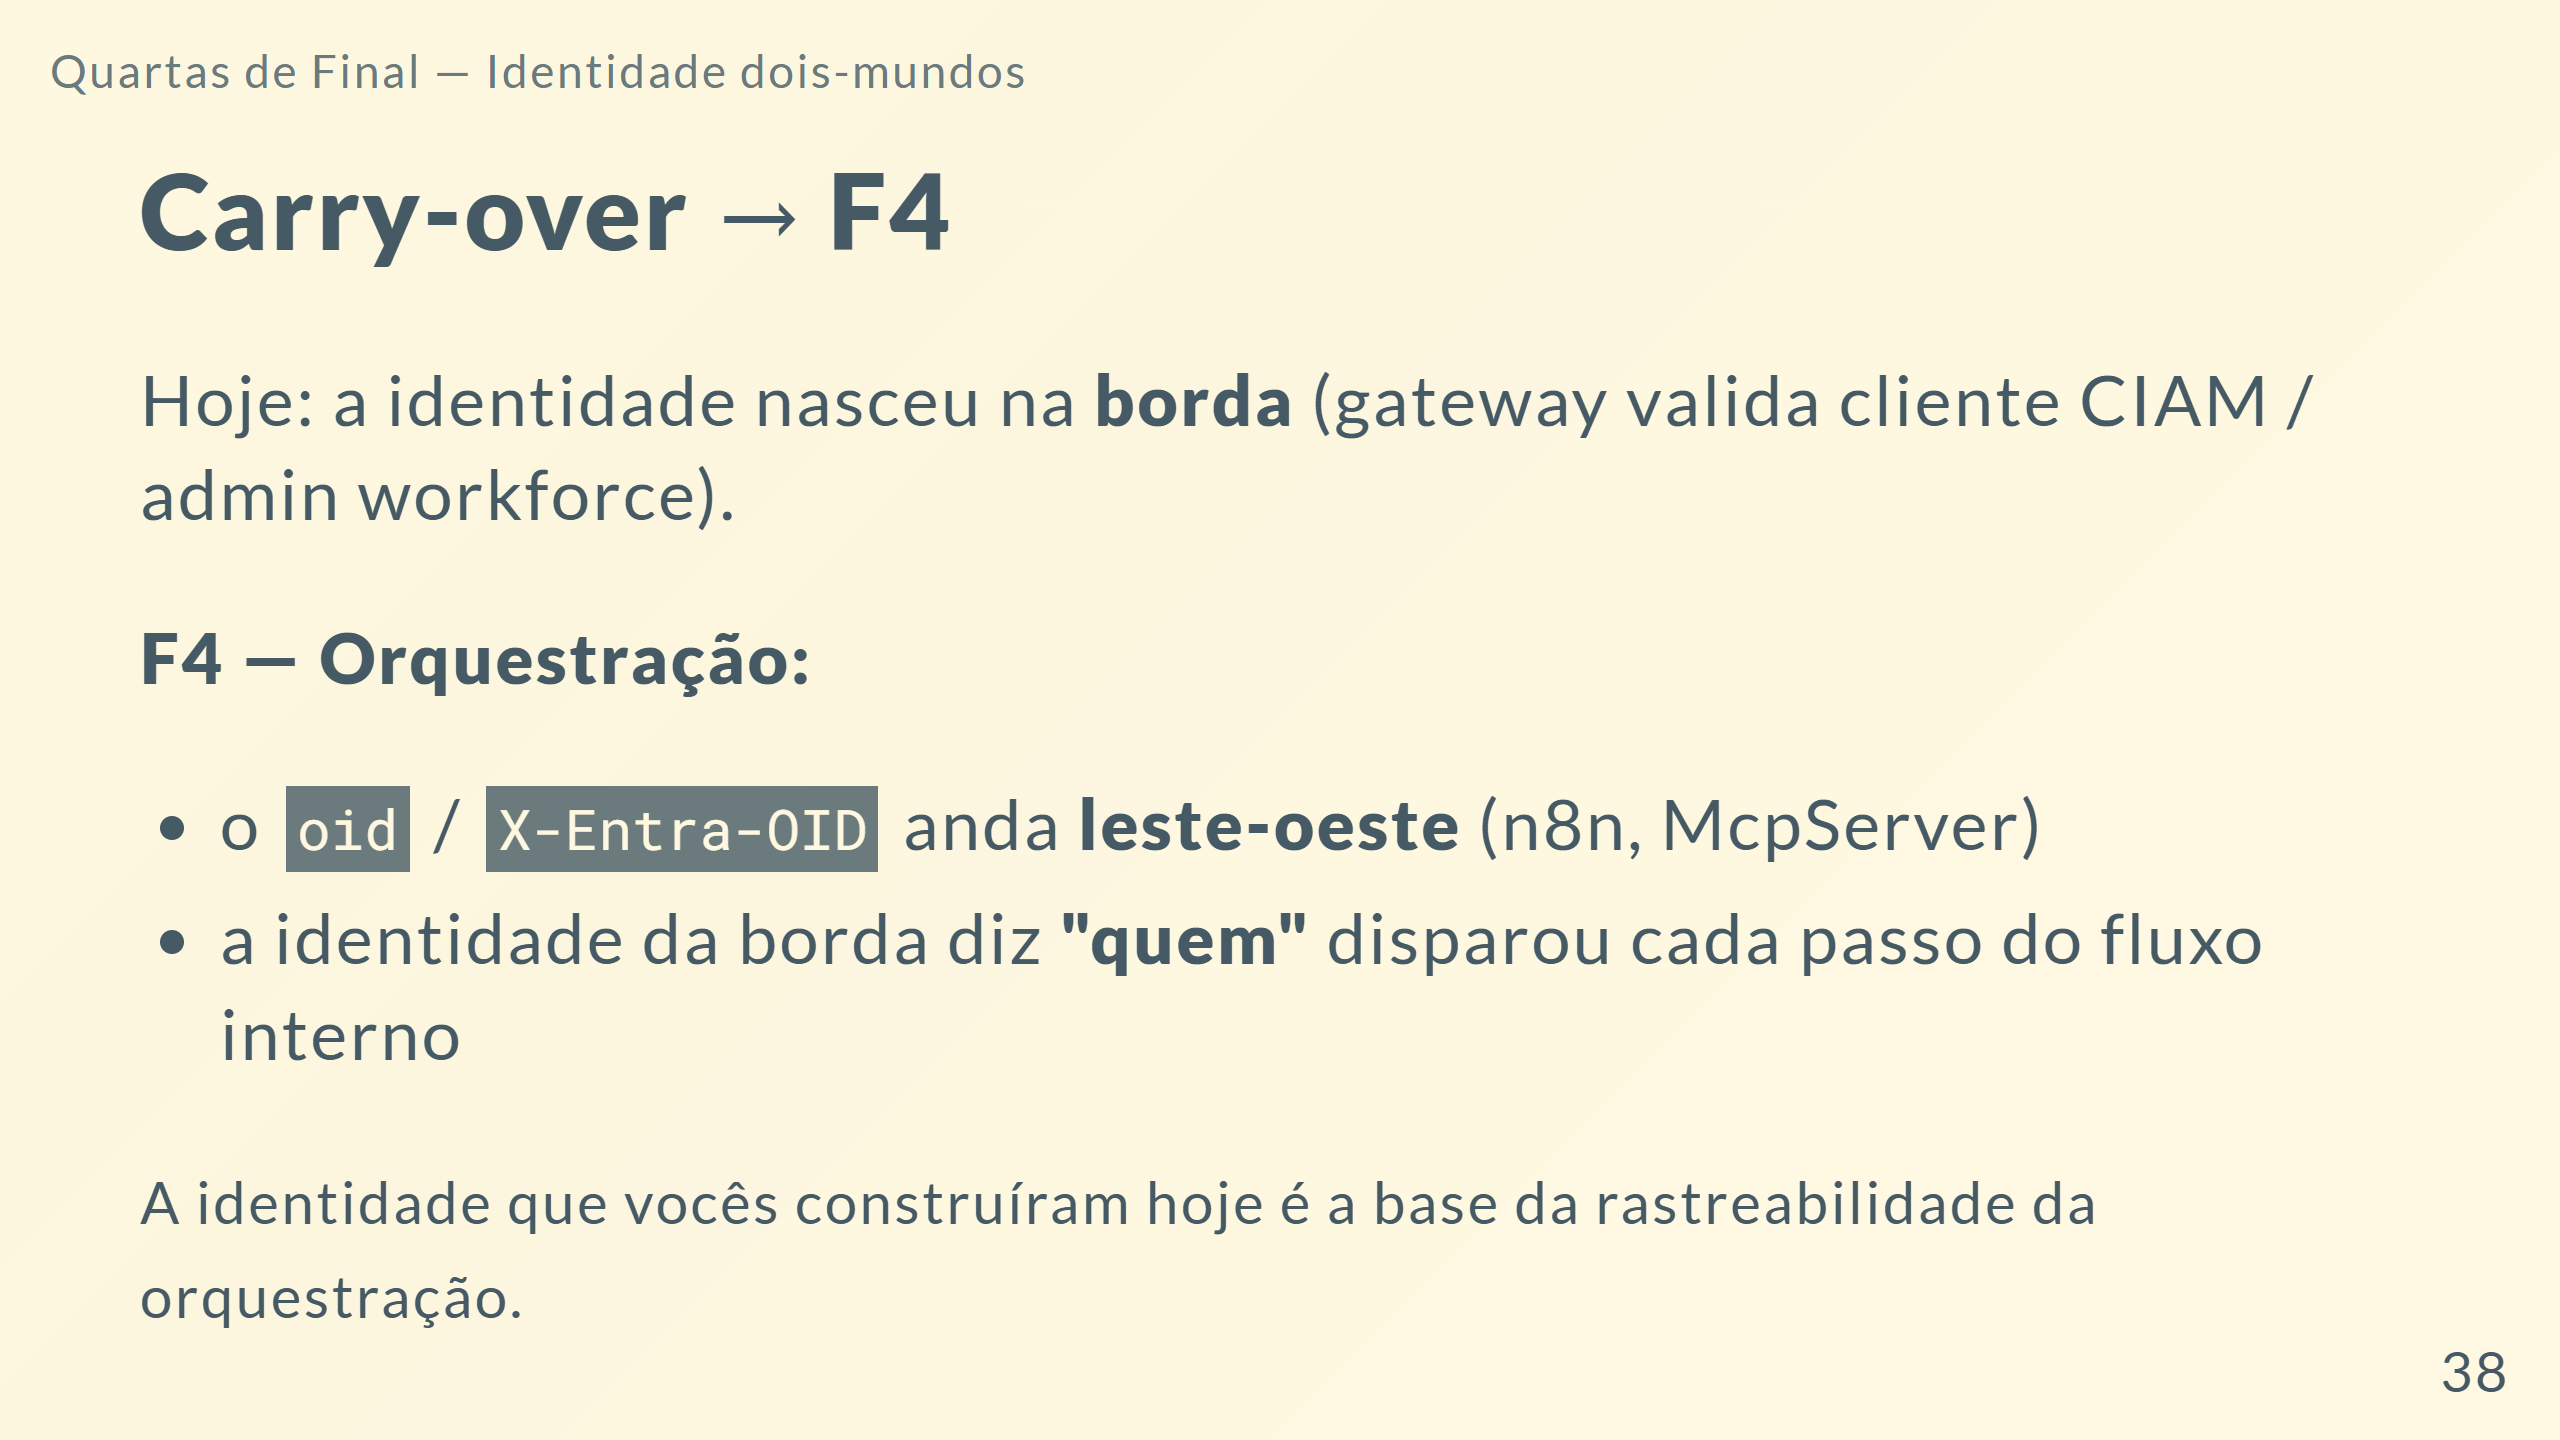 Quartas de Final — Identidade dois-mundos
Carry-over → F4
Hoje: a identidade nasceu na borda (gateway valida cliente CIAM /
admin workforce).
F4 — Orquestração:
• o oid / X-Entra-OID anda leste-oeste (n8n, McpServer)
• a identidade da borda diz "quem" disparou cada passo do fluxo
interno
A identidade que vocês construíram hoje é a base da rastreabilidade da
orquestração.
38